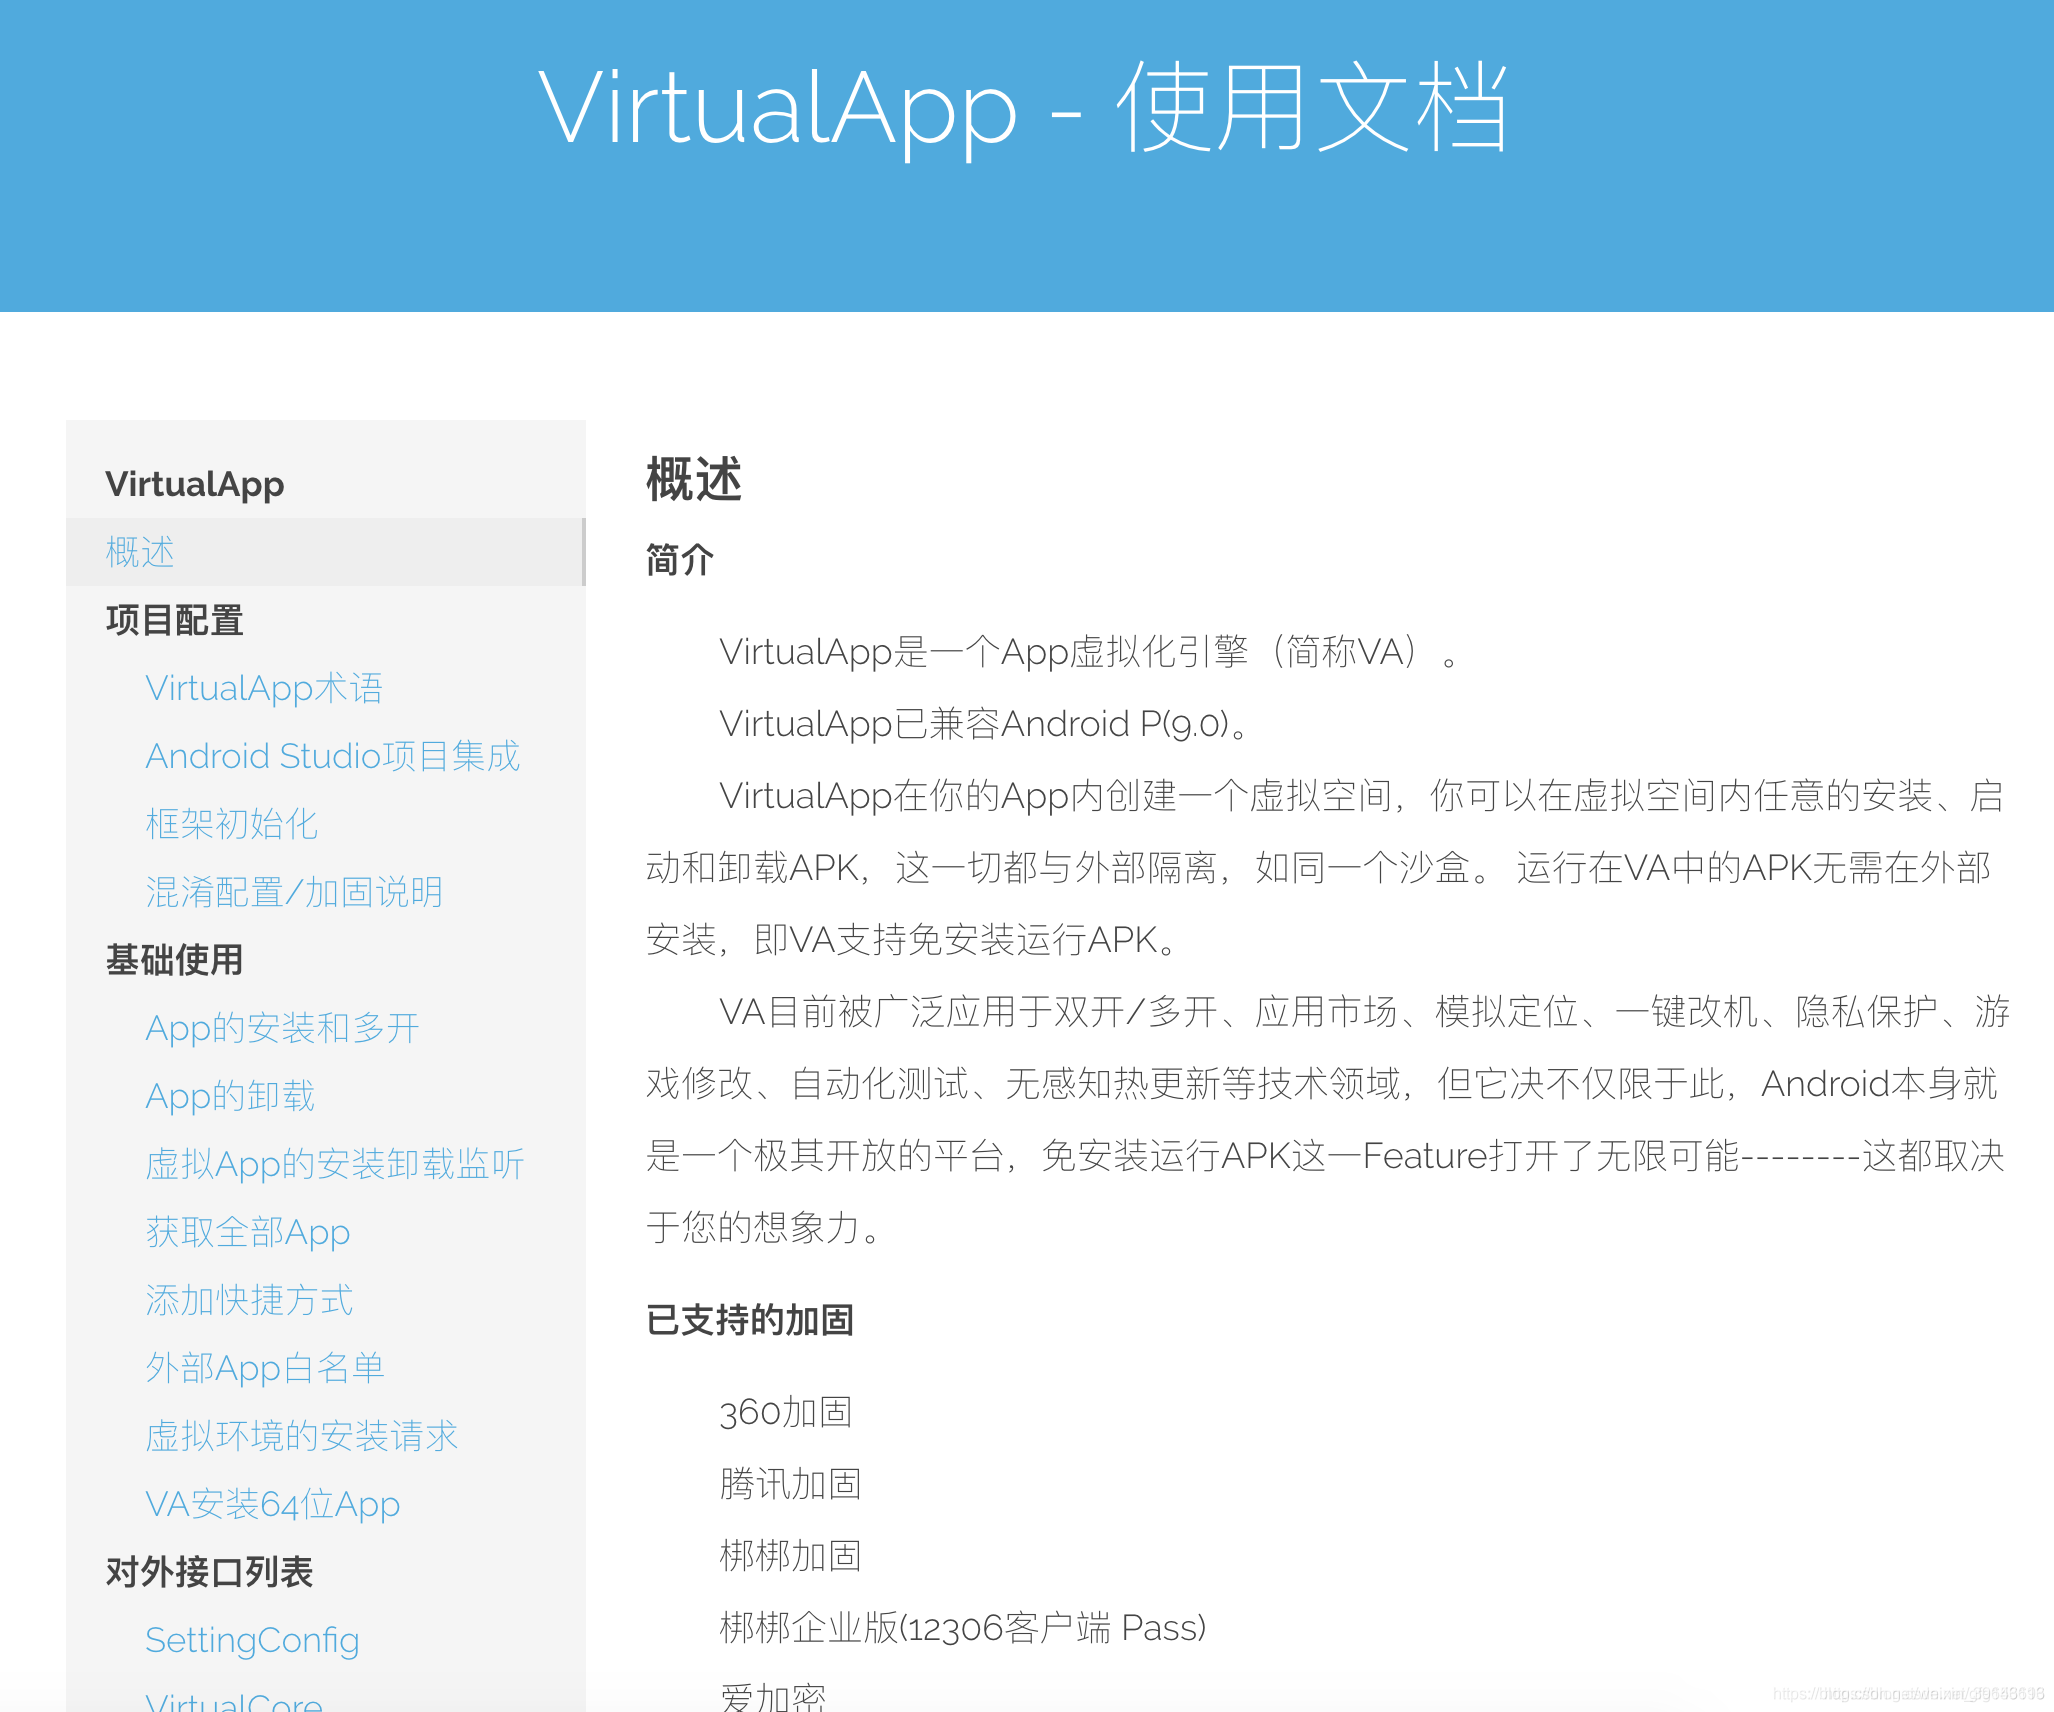 VirtualApp - 使用文档
VirtualApp
概述
项目配置
VirtualApp术语
Android Studio项目集成
框架初始化
混淆配置/加固说明
基础使用
App的安装和多开
App的卸载
虚拟App的安装卸载监听
获取全部App
添加快捷方式
外部App白名单
虚拟环境的安装请求
VA安装64位App
对外接口列表
SettingConfig
VirtualCore
概述
简介
VirtualApp是一个App虚拟化引擎（简称VA）。
VirtualApp已兼容Android P(9.0)。
VirtualApp在你的App内创建一个虚拟空间，你可以在虚拟空间内任意的安装、启
动和卸载APK，这一切都与外部隔离，如同一个沙盒。 运行在VA中的APK无需在外部
安装，即VA支持免安装运行APK。
VA目前被广泛应用于双开/多开、应用市场、模拟定位、一键改机、隐私保护、游
戏修改、自动化测试、无感知热更新等技术领域，但它决不仅限于此，Android本身就
是一个极其开放的平台，免安装运行APK这一Feature打开了无限可能--------这都取决
于您的想象力。
已支持的加固
360加固
腾讯加固
梆梆加固
梆梆企业版(12306客户端 Pass)
爱加密